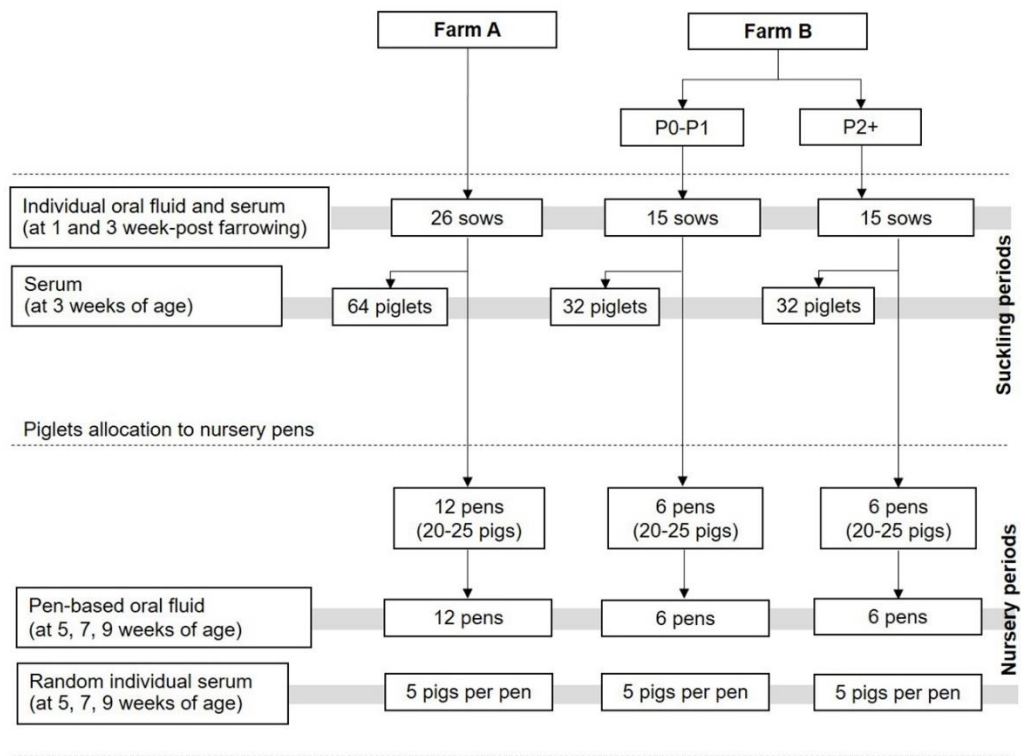 Farm A
Farm B
P0-P1
P2+
Individual oral fluid and serum
(at 1 and 3 week-post farrowing)
26 sows
15 sows
15 sows
Serum
(at 3 weeks of age)
64 piglets
32 piglets
32 piglets
Suckling periods
Piglets allocation to nursery pens
12 pens
(20-25 pigs)
6 pens
(20-25 pigs)
6 pens
(20-25 pigs)
Nursery periods
Pen-based oral fluid
(at 5, 7, 9 weeks of age)
12 pens
6 pens
6 pens
Random individual serum
(at 5, 7, 9 weeks of age)
5 pigs per pen
5 pigs per pen
5 pigs per pen